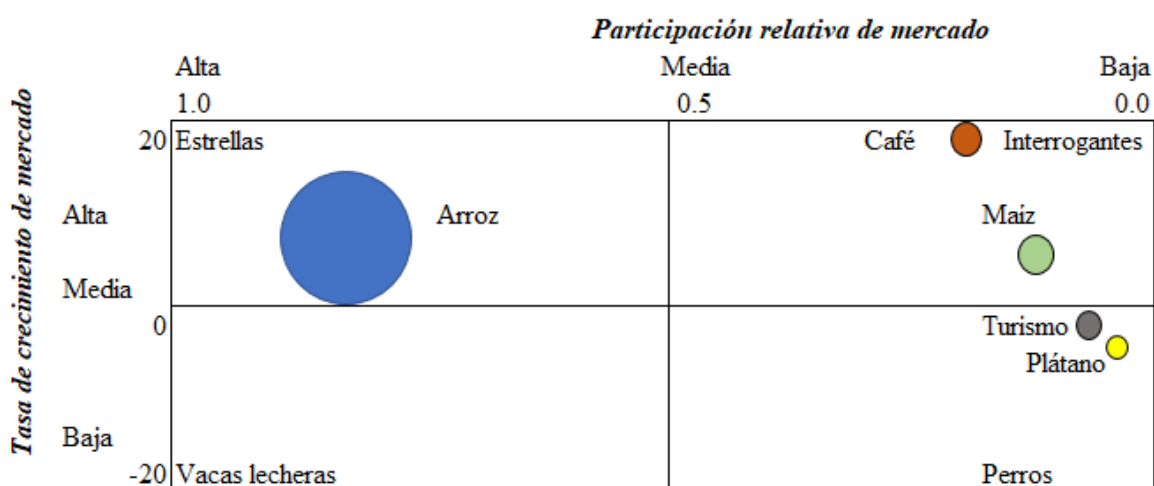 Participación relativa de mercado
Alta Media Baja
1.0 0.5 0.0
Tasa de crecimiento de mercado
20 Estrellas Café Interrogantes
Alta Arroz Maíz
Media
0 Turismo
Plátano
Baja
-20 Vacas lecheras Perros